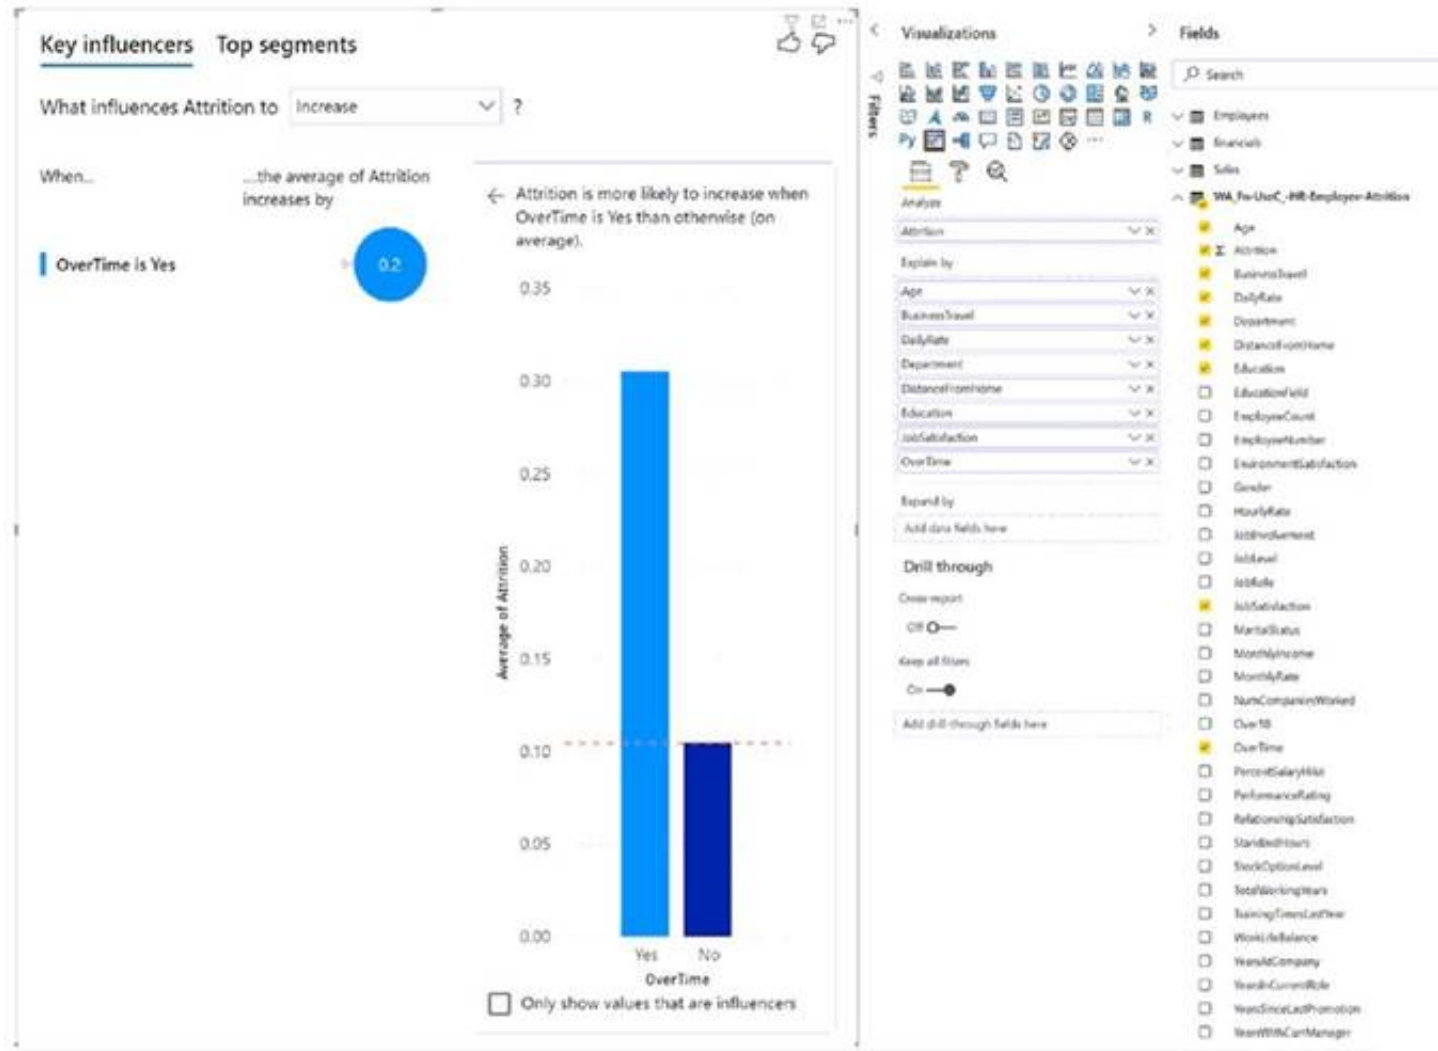 Key influencers Top segments
What influences Attrition to Increase ?
When...
...the average of Attrition
increases by
OverTime is Yes
0.2
Attrition is more likely to increase when
OverTime is Yes than otherwise (on
average).
0.35
0.30
0.25
0.20
0.15
0.10
0.05
0.00
Average of Attrition
Yes No
OverTime
Only show values that are influencers
Filters
Visualizations
R
Py
Analyze
Attrition
Explain by
Age
BusinessTravel
DailyRate
Department
DistanceFromHome
Education
JobSatisfaction
OverTime
Expand by
Add data fields here
Drill through
Cross-report
Off
Keep all filters
On
Add drill-through fields here
Fields
Search
Employees
financials
Sales
WA_Fn-UseC_-HR-Employee-Attrition
Age
Σ Attrition
BusinessTravel
DailyRate
Department
DistanceFromHome
Education
EducationField
EmployeeCount
EmployeeNumber
EnvironmentSatisfaction
Gender
HourlyRate
JobInvolvement
JobLevel
JobRole
JobSatisfaction
MaritalStatus
MonthlyIncome
MonthlyRate
NumCompaniesWorked
Over18
OverTime
PercentSalaryHike
PerformanceRating
RelationshipSatisfaction
StandardHours
StockOptionLevel
TotalWorkingYears
TrainingTimesLastYear
WorkLifeBalance
YearsAtCompany
YearsInCurrentRole
YearsSinceLastPromotion
YearsWithCurrManager